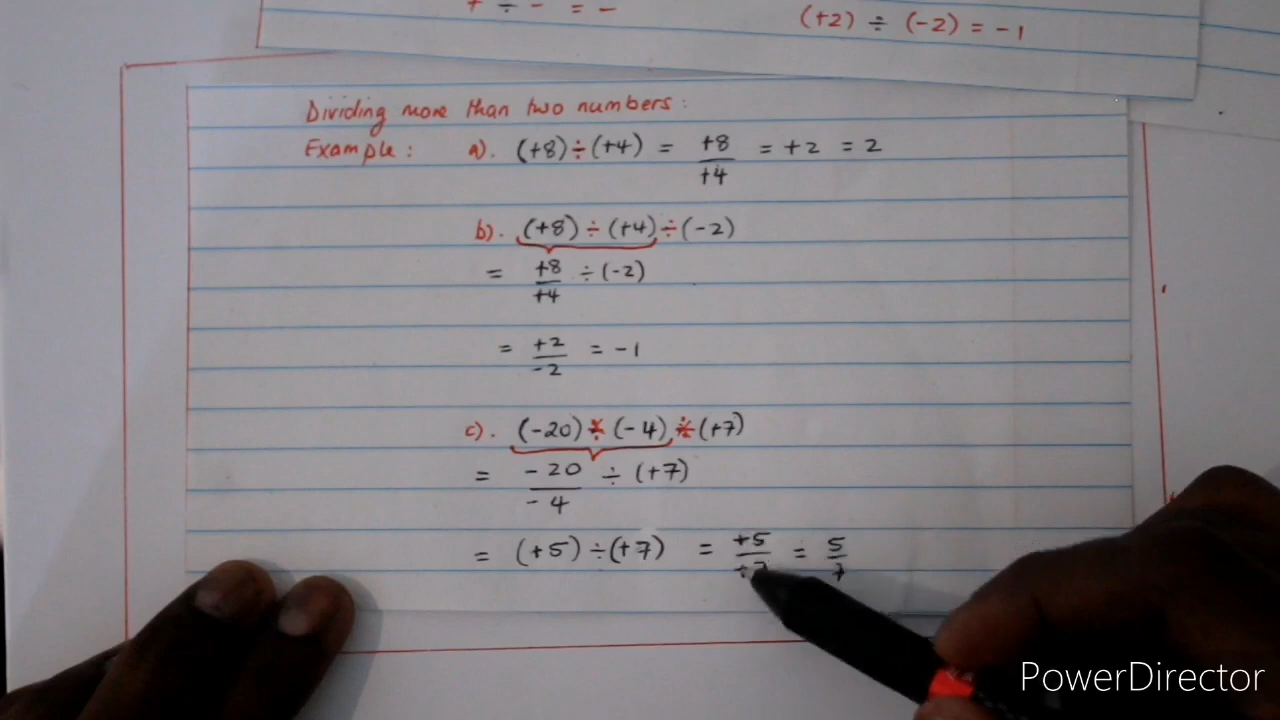 + ÷ - = -
(+2) ÷ (-2) = -1
Dividing more than two numbers:
Example: a). (+8)÷(+4) = +8/+4 = +2 = 2
b). (+8)÷(+4)÷(-2)
= +8/+4 ÷(-2)
= +2/-2 = -1
c). (-20)÷(-4)÷(+7)
= -20/-4 ÷ (+7)
= (+5)÷(+7) = +5/+7 = 5/7
PowerDirector